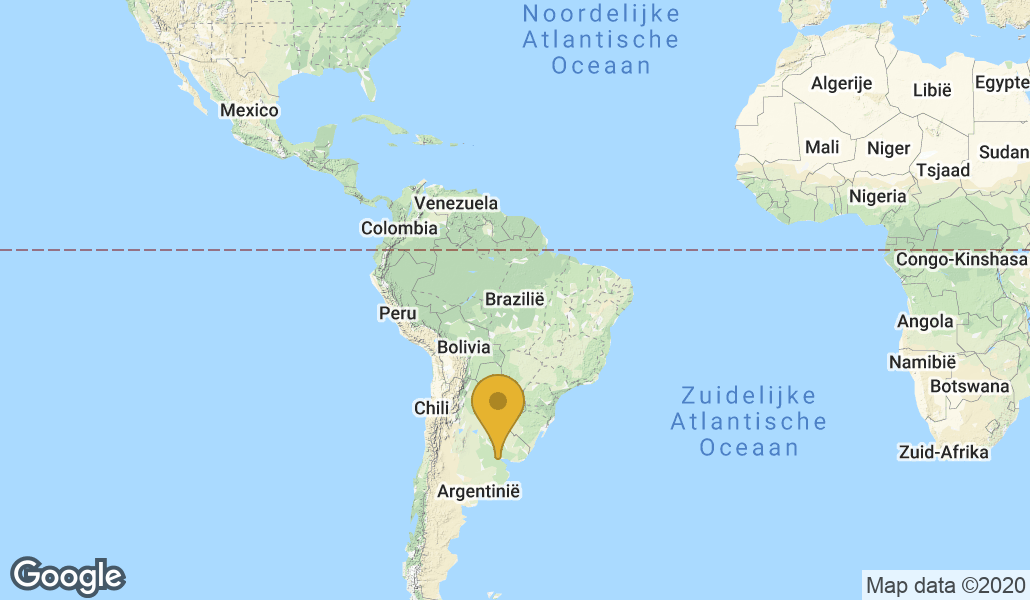 Noordelijke
Atlantische
Oceaan
Algerije
Libië
Egypte
Mexico
Mali
Niger
Sudan
Tsjaad
Nigeria
Venezuela
Colombia
Congo-Kinshasa
Brazilië
Peru
Angola
Bolivia
Namibië
Botswana
Chili
Zuidelijke
Atlantische
Oceaan
Zuid-Afrika
Argentinië
Google
Map data ©2020